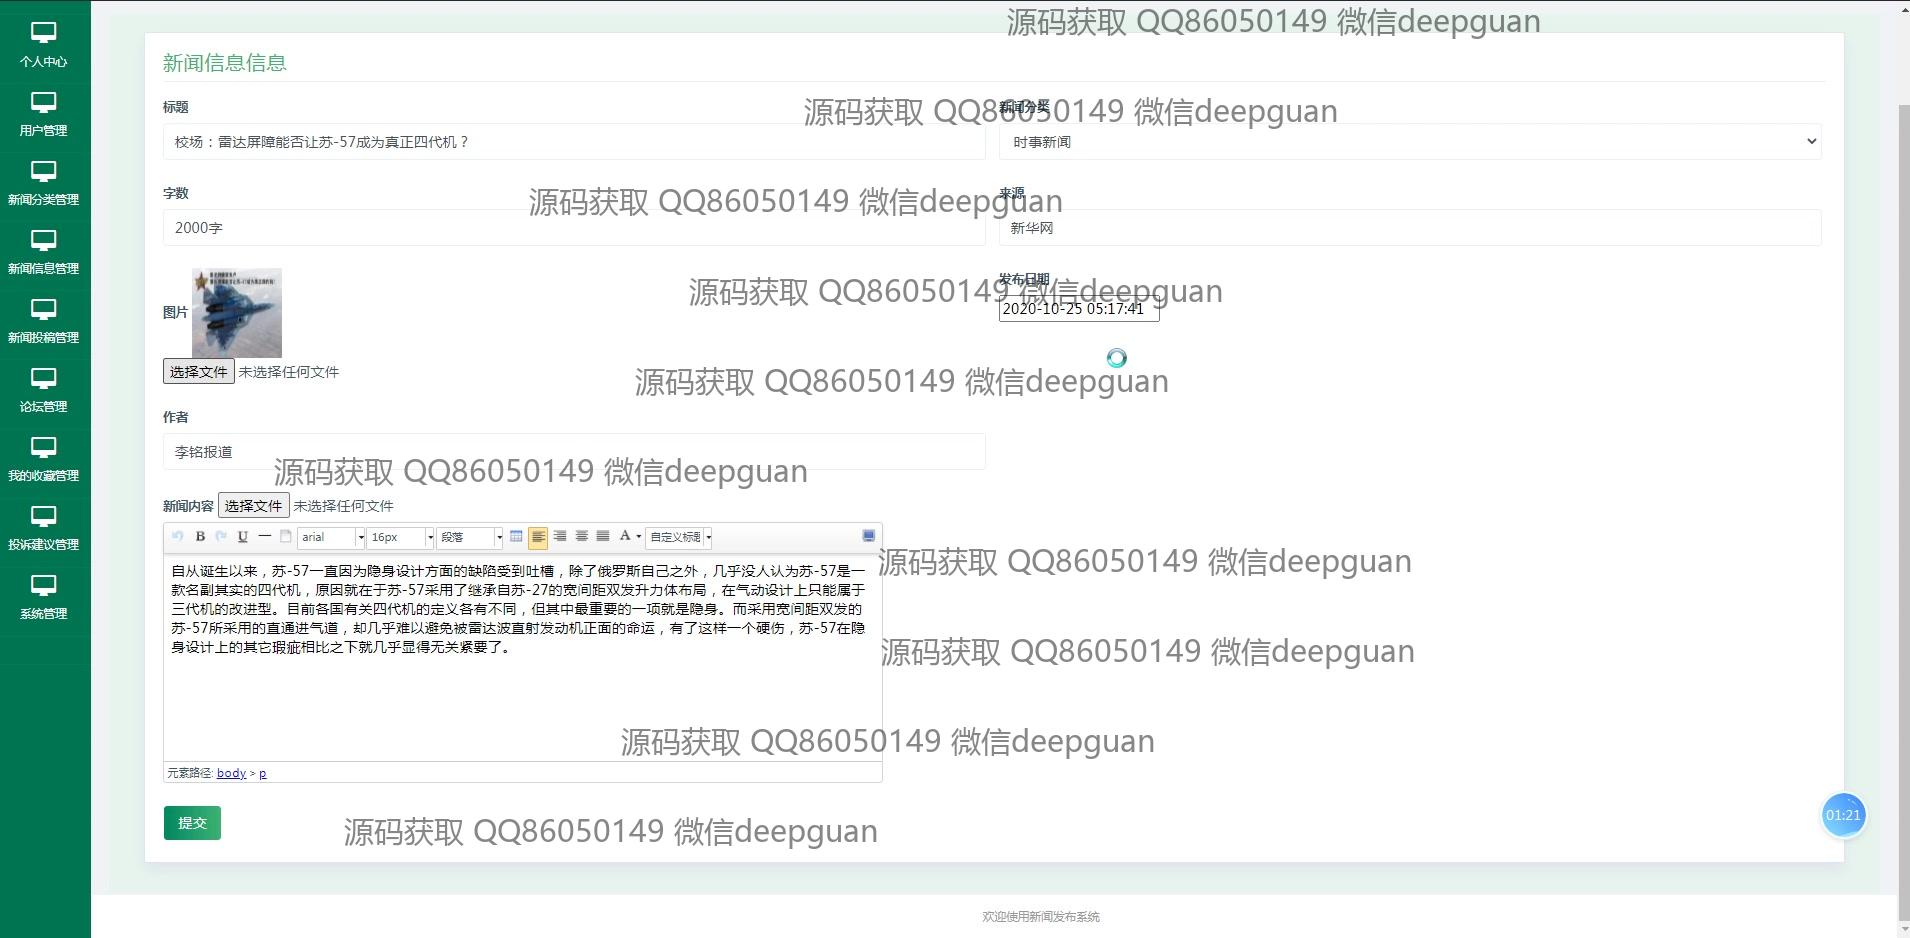 源码获取 QQ86050149 微信deepguan
个人中心
用户管理
新闻分类管理
新闻信息管理
新闻投稿管理
论坛管理
我的收藏管理
投诉建议管理
系统管理
新闻信息信息
标题
新闻分类
源码获取 QQ86050149 微信deepguan
校场：雷达屏障能否让苏-57成为真正四代机？
时事新闻
字数
来源
源码获取 QQ86050149 微信deepguan
2000字
新华网
图片
发布日期
源码获取 QQ86050149 微信deepguan
2020-10-25 05:17:41
选择文件 未选择任何文件
源码获取 QQ86050149 微信deepguan
作者
李铭报道
源码获取 QQ86050149 微信deepguan
新闻内容 选择文件 未选择任何文件
B U arial 16px 段落 A 自定义标题
源码获取 QQ86050149 微信deepguan
自从诞生以来，苏-57一直因为隐身设计方面的缺陷受到吐槽，除了俄罗斯自己之外，几乎没人认为苏-57是一
款名副其实的四代机，原因就在于苏-57采用了继承自苏-27的宽间距双发升力体布局，在气动设计上只能属于
三代机的改进型。目前各国有关四代机的定义各有不同，但其中最重要的一项就是隐身。而采用宽间距双发的
苏-57所采用的直通进气道，却几乎难以避免被雷达波直射发动机正面的命运，有了这样一个硬伤，苏-57在隐
身设计上的其它瑕疵相比之下就几乎显得无关紧要了。
源码获取 QQ86050149 微信deepguan
源码获取 QQ86050149 微信deepguan
元素路径: body > p
提交
源码获取 QQ86050149 微信deepguan
01:21
欢迎使用新闻发布系统